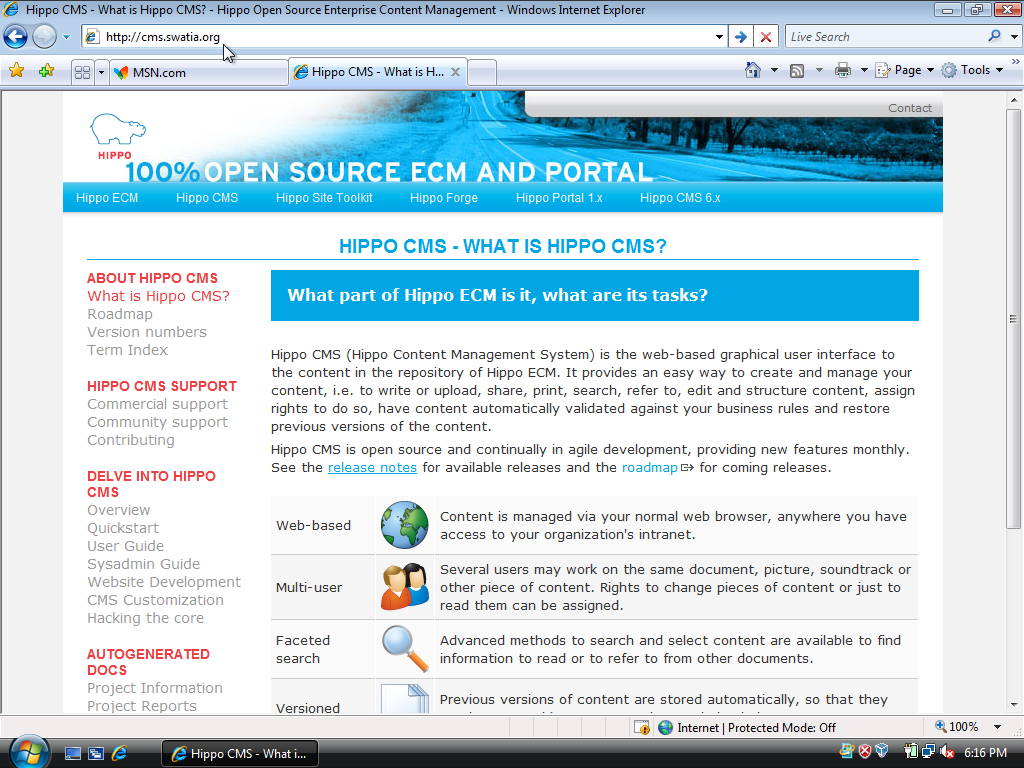 Hippo CMS - What is Hippo CMS? - Hippo Open Source Enterprise Content Management - Windows Internet Explorer
http://cms.swatia.org
Live Search
MSN.com
Hippo CMS - What is H...
Page
Tools
Contact
HIPPO
100% OPEN SOURCE ECM AND PORTAL
Hippo ECM
Hippo CMS
Hippo Site Toolkit
Hippo Forge
Hippo Portal 1.x
Hippo CMS 6.x
HIPPO CMS - WHAT IS HIPPO CMS?
ABOUT HIPPO CMS
What is Hippo CMS?
Roadmap
Version numbers
Term Index
HIPPO CMS SUPPORT
Commercial support
Community support
Contributing
DELVE INTO HIPPO
CMS
Overview
Quickstart
User Guide
Sysadmin Guide
Website Development
CMS Customization
Hacking the core
AUTOGENERATED
DOCS
Project Information
Project Reports
What part of Hippo ECM is it, what are its tasks?
Hippo CMS (Hippo Content Management System) is the web-based graphical user interface to
the content in the repository of Hippo ECM. It provides an easy way to create and manage your
content, i.e. to write or upload, share, print, search, refer to, edit and structure content, assign
rights to do so, have content automatically validated against your business rules and restore
previous versions of the content.
Hippo CMS is open source and continually in agile development, providing new features monthly.
See the release notes for available releases and the roadmap for coming releases.
Web-based
Content is managed via your normal web browser, anywhere you have
access to your organization's intranet.
Multi-user
Several users may work on the same document, picture, soundtrack or
other piece of content. Rights to change pieces of content or just to
read them can be assigned.
Faceted
search
Advanced methods to search and select content are available to find
information to read or to refer to from other documents.
Versioned
Previous versions of content are stored automatically, so that they
Internet | Protected Mode: Off
100%
Hippo CMS - What i...
6:16 PM